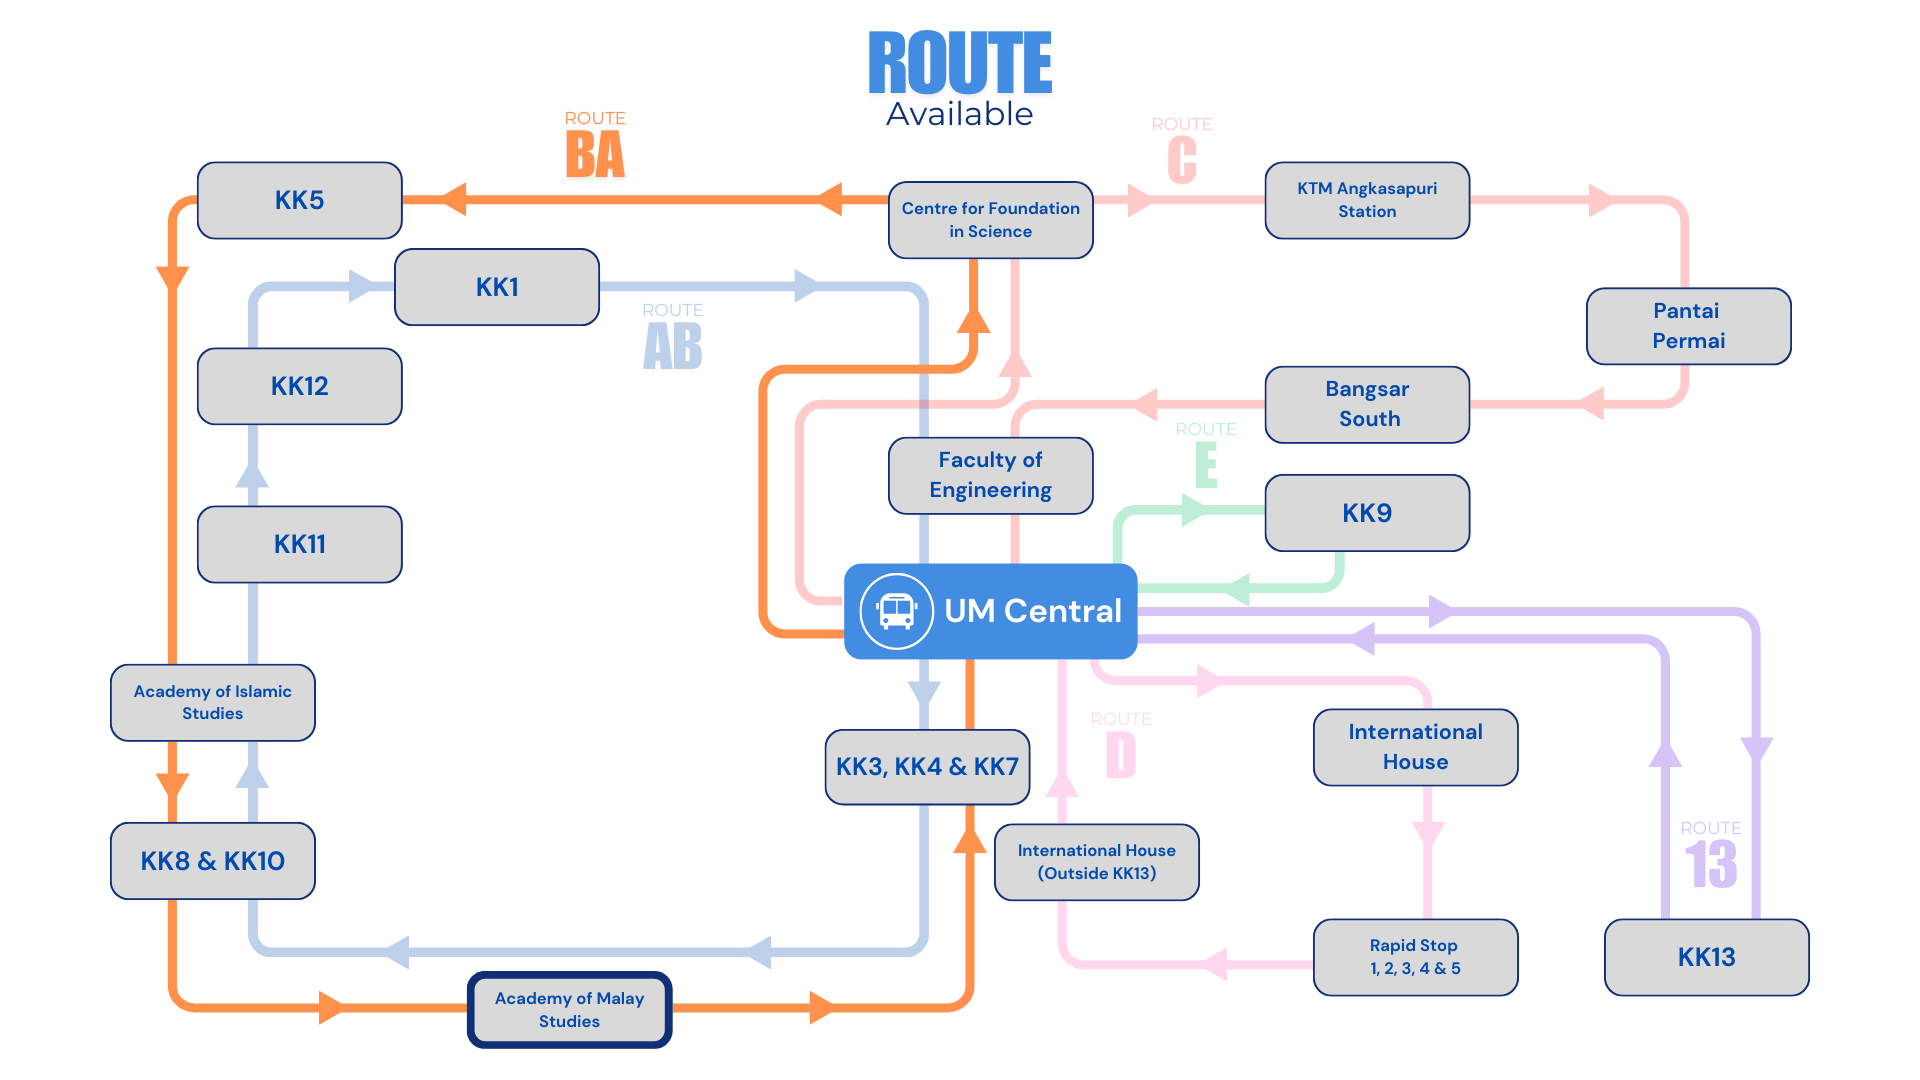 ROUTE
Available
ROUTE
BA
ROUTE
C
KK5
Centre for Foundation
in Science
KTM Angkasapuri
Station
KK1
ROUTE
AB
Pantai
Permai
KK12
Bangsar
South
ROUTE
E
Faculty of
Engineering
KK9
KK11
UM Central
Academy of Islamic
Studies
ROUTE
D
International
House
KK3, KK4 & KK7
ROUTE
13
KK8 & KK10
International House
(Outside KK13)
Rapid Stop
1, 2, 3, 4 & 5
KK13
Academy of Malay
Studies